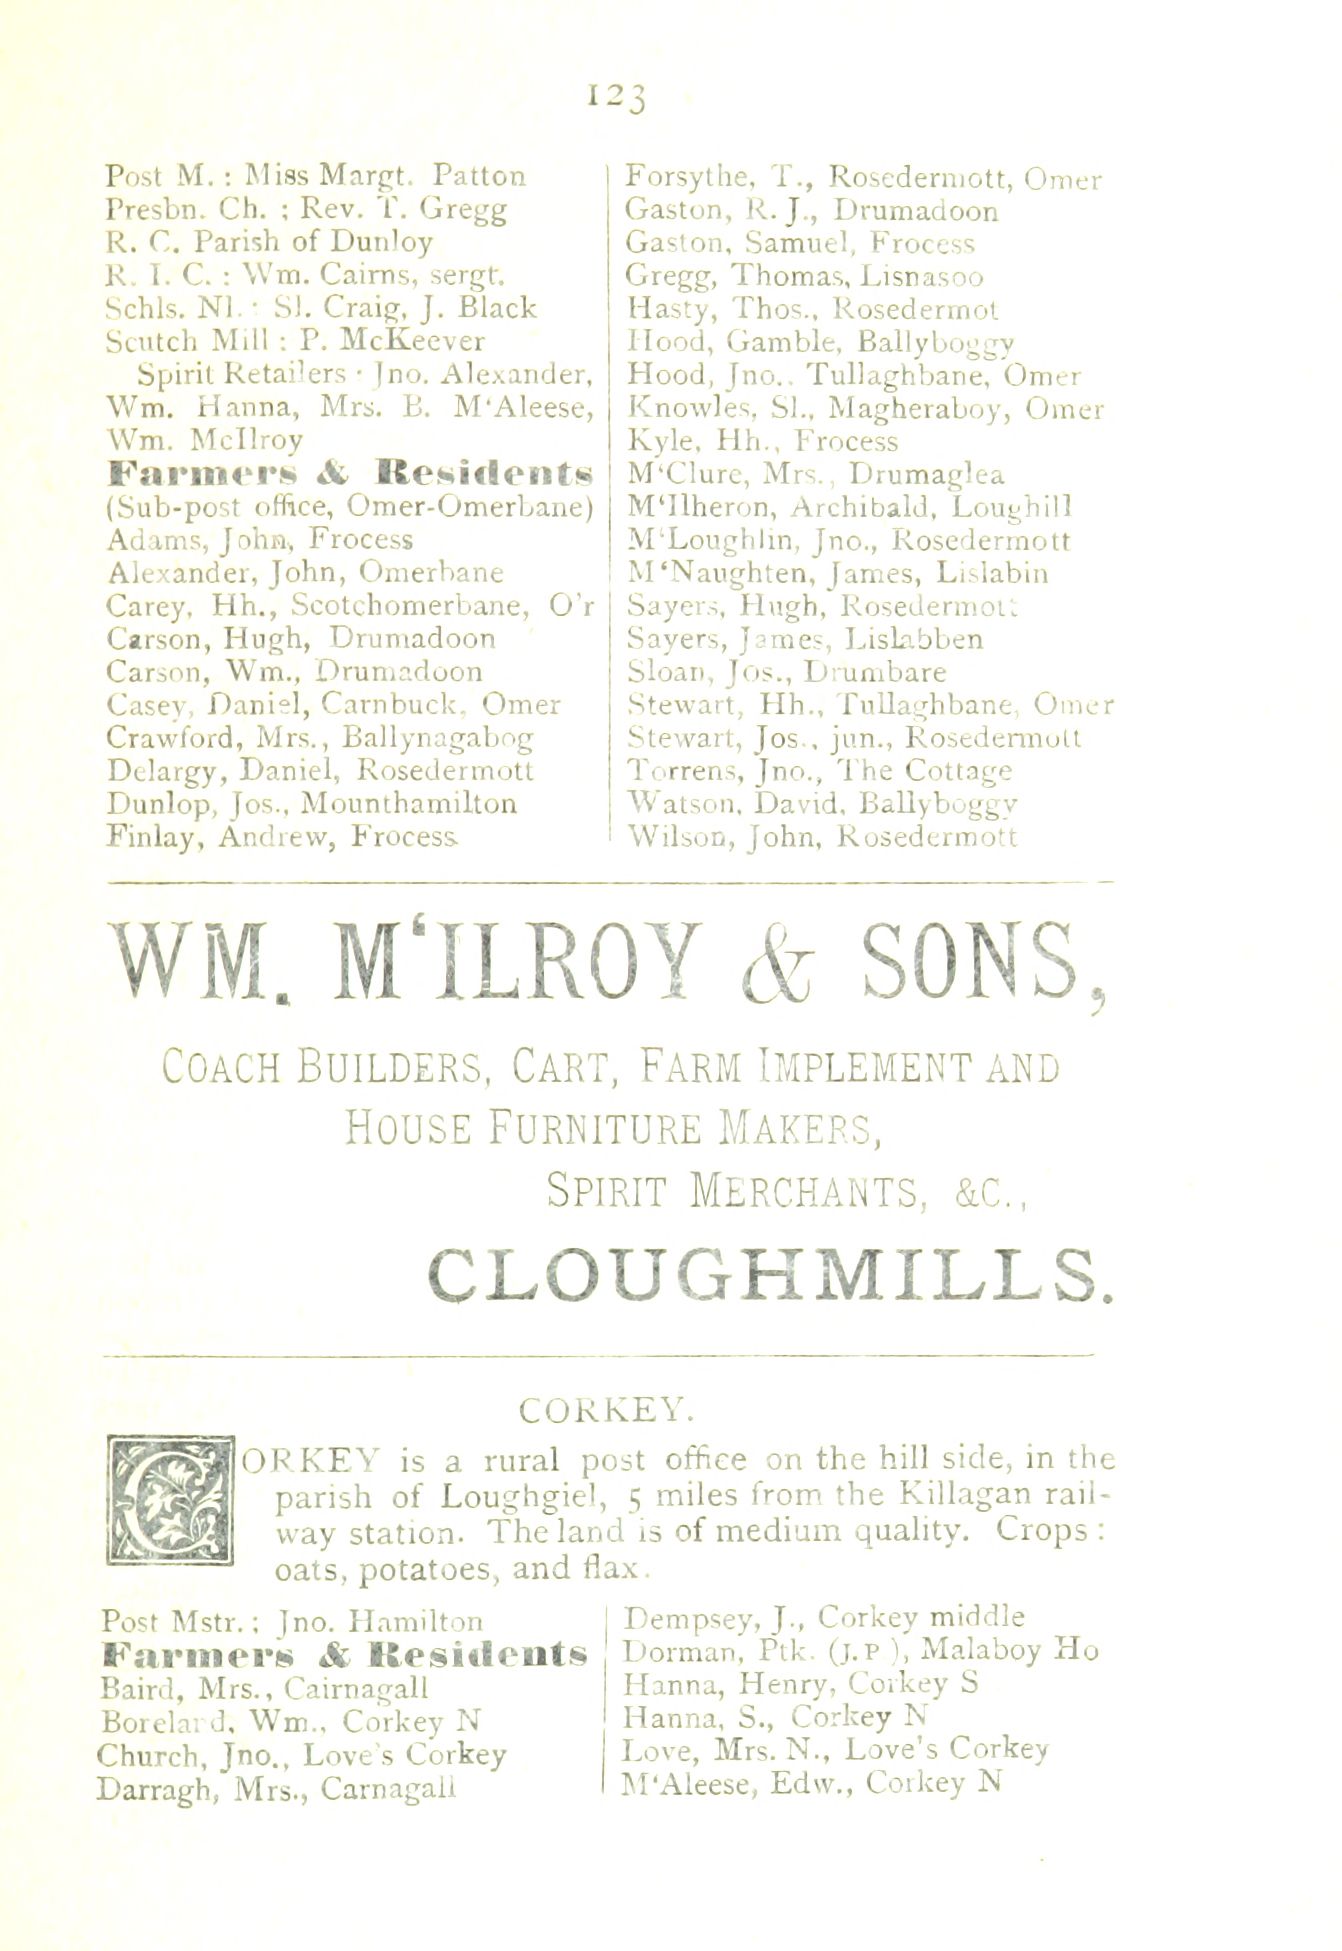 123
Post M. : Miss Margt. Patton
Presbn. Ch. ; Rev. T. Gregg
R. C. Parish of Dunloy
R. I. C. : Wm. Cairns, sergt.
Schls. Nl. : Sl. Craig, J. Black
Scutch Mill : P. McKeever
Spirit Retailers : Jno. Alexander,
Wm. Hanna, Mrs. B. M‘Aleese,
Wm. McIlroy
Farmers & Residents
(Sub-post office, Omer-Omerbane)
Adams, John, Frocess
Alexander, John, Omerbane
Carey, Hh., Scotchomerbane, O’r
Carson, Hugh, Drumadoon
Carson, Wm., Drumadoon
Casey, Daniel, Carnbuck, Omer
Crawford, Mrs., Ballynagabog
Delargy, Daniel, Rosedermott
Dunlop, Jos., Mounthamilton
Finlay, Andrew, Frocess
Forsythe, T., Rosedermott, Omer
Gaston, R. J., Drumadoon
Gaston, Samuel, Frocess
Gregg, Thomas, Lisnasoo
Hasty, Thos., Rosedermot
Hood, Gamble, Ballyboggy
Hood, Jno., Tullaghbane, Omer
Knowles, Sl., Magheraboy, Omer
Kyle, Hh., Frocess
M‘Clure, Mrs., Drumaglea
M‘Ilheron, Archibald, Loughill
M‘Loughlin, Jno., Rosedermott
M‘Naughten, James, Lislabin
Sayers, Hugh, Rosedermott
Sayers, James, Lislabben
Sloan, Jos., Drumbare
Stewart, Hh., Tullaghbane, Omer
Stewart, Jos., jun., Rosedermott
Torrens, Jno., The Cottage
Watson, David, Ballyboggy
Wilson, John, Rosedermott
WM. M‘ILROY & SONS,
COACH BUILDERS, CART, FARM IMPLEMENT AND
HOUSE FURNITURE MAKERS,
SPIRIT MERCHANTS, &C.,
CLOUGHMILLS.
CORKEY.
CORKEY is a rural post office on the hill side, in the
parish of Loughgiel, 5 miles from the Killagan rail-
way station. The land is of medium quality. Crops :
oats, potatoes, and flax.
Post Mstr. : Jno. Hamilton
Farmers & Residents
Baird, Mrs., Cairnagall
Borelard, Wm., Corkey N
Church, Jno., Love's Corkey
Darragh, Mrs., Carnagall
Dempsey, J., Corkey middle
Dorman, Ptk. (J.P ), Malaboy Ho
Hanna, Henry, Corkey S
Hanna, S., Corkey N
Love, Mrs. N., Love's Corkey
M‘Aleese, Edw., Corkey N